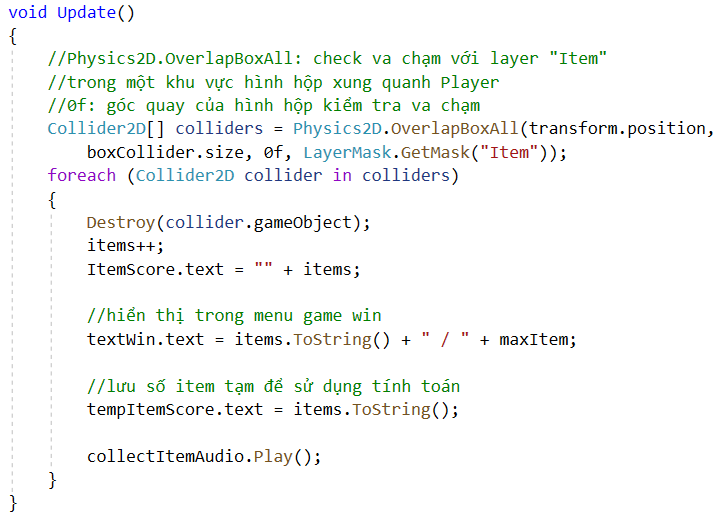 void Update()
{
//Physics2D.OverlapBoxAll: check va chạm với layer "Item"
//trong một khu vực hình hộp xung quanh Player
//0f: góc quay của hình hộp kiểm tra va chạm
Collider2D[] colliders = Physics2D.OverlapBoxAll(transform.position,
boxCollider.size, 0f, LayerMask.GetMask("Item"));
foreach (Collider2D collider in colliders)
{
Destroy(collider.gameObject);
items++;
ItemScore.text = "" + items;
//hiển thị trong menu game win
textWin.text = items.ToString() + " / " + maxItem;
//lưu số item tạm để sử dụng tính toán
tempItemScore.text = items.ToString();
collectItemAudio.Play();
}
}